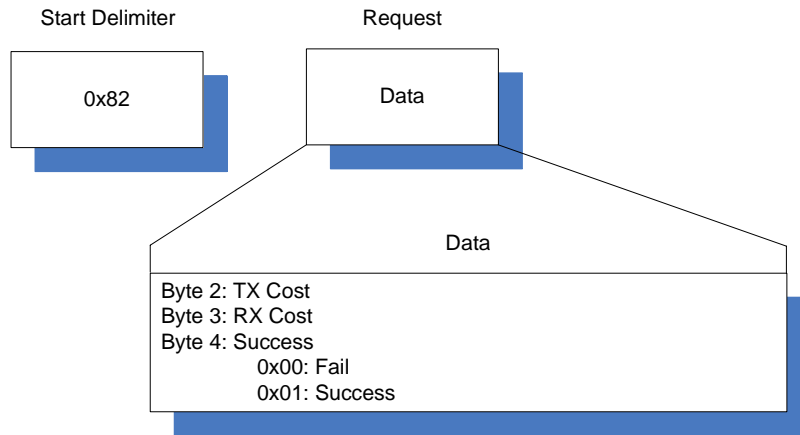 Start Delimiter
Request
0x82
Data
Data
Byte 2: TX Cost
Byte 3: RX Cost
Byte 4: Success
0x00: Fail
0x01: Success